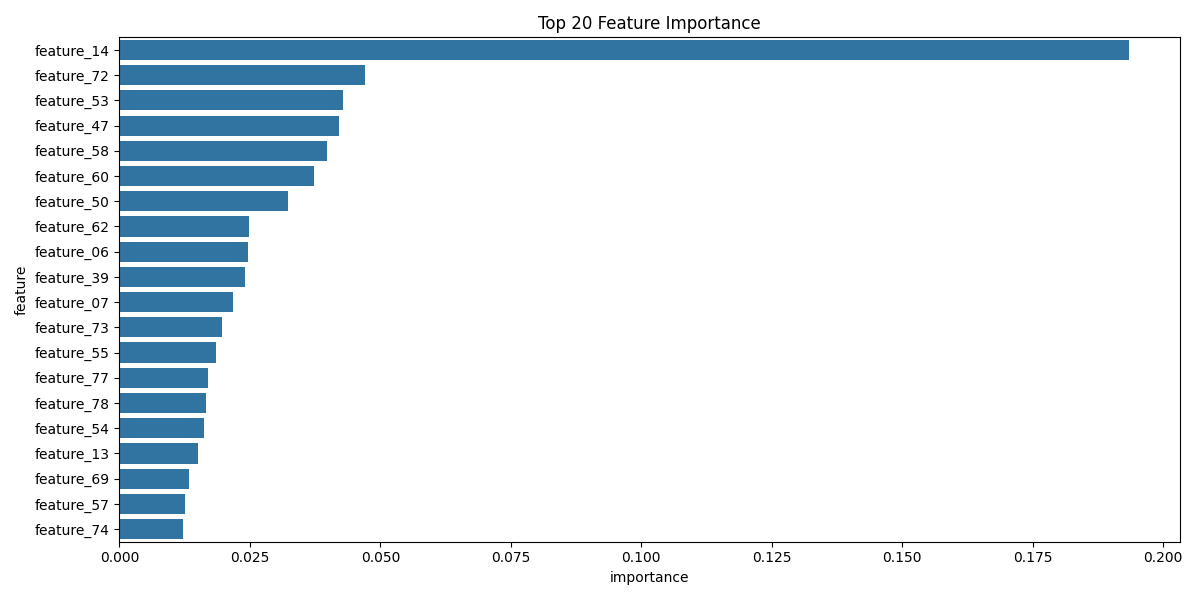 Top 20 Feature Importance
feature
feature_14
feature_72
feature_53
feature_47
feature_58
feature_60
feature_50
feature_62
feature_06
feature_39
feature_07
feature_73
feature_55
feature_77
feature_78
feature_54
feature_13
feature_69
feature_57
feature_74
0.000 0.025 0.050 0.075 0.100 0.125 0.150 0.175 0.200
importance